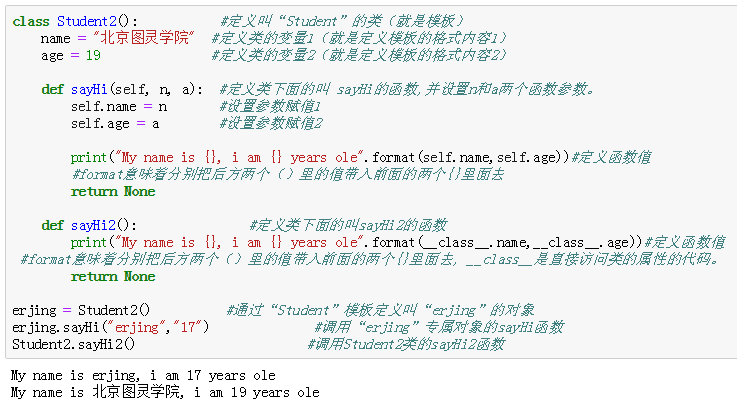 class Student2():           #定义叫“Student”的类（就是模板）
    name = "北京图灵学院"  #定义类的变量1（就是定义模板的格式内容1）
    age = 19               #定义类的变量2（就是定义模板的格式内容2）
    def sayHi(self, n, a):  #定义类下面的叫 sayHi的函数,并设置n和a两个函数参数。
        self.name = n       #设置参数赋值1
        self.age = a        #设置参数赋值2
        print("My name is {}, i am {} years ole".format(self.name,self.age))#定义函数值
        #format意味着分别把后方两个（）里的值带入前面的两个{}里面去
        return None
    def sayHi2():               #定义类下面的叫sayHi2的函数
        print("My name is {}, i am {} years ole".format(__class__.name,__class__.age))#定义函数值
 #format意味着分别把后方两个（）里的值带入前面的两个{}里面去, __class__是直接访问类的属性的代码。
        return None
erjing = Student2()          #通过“Student”模板定义叫“erjing”的对象
erjing.sayHi("erjing","17")              #调用“erjing”专属对象的sayHi函数
Student2.sayHi2()                       #调用Student2类的sayHi2函数
My name is erjing, i am 17 years ole
My name is 北京图灵学院, i am 19 years ole